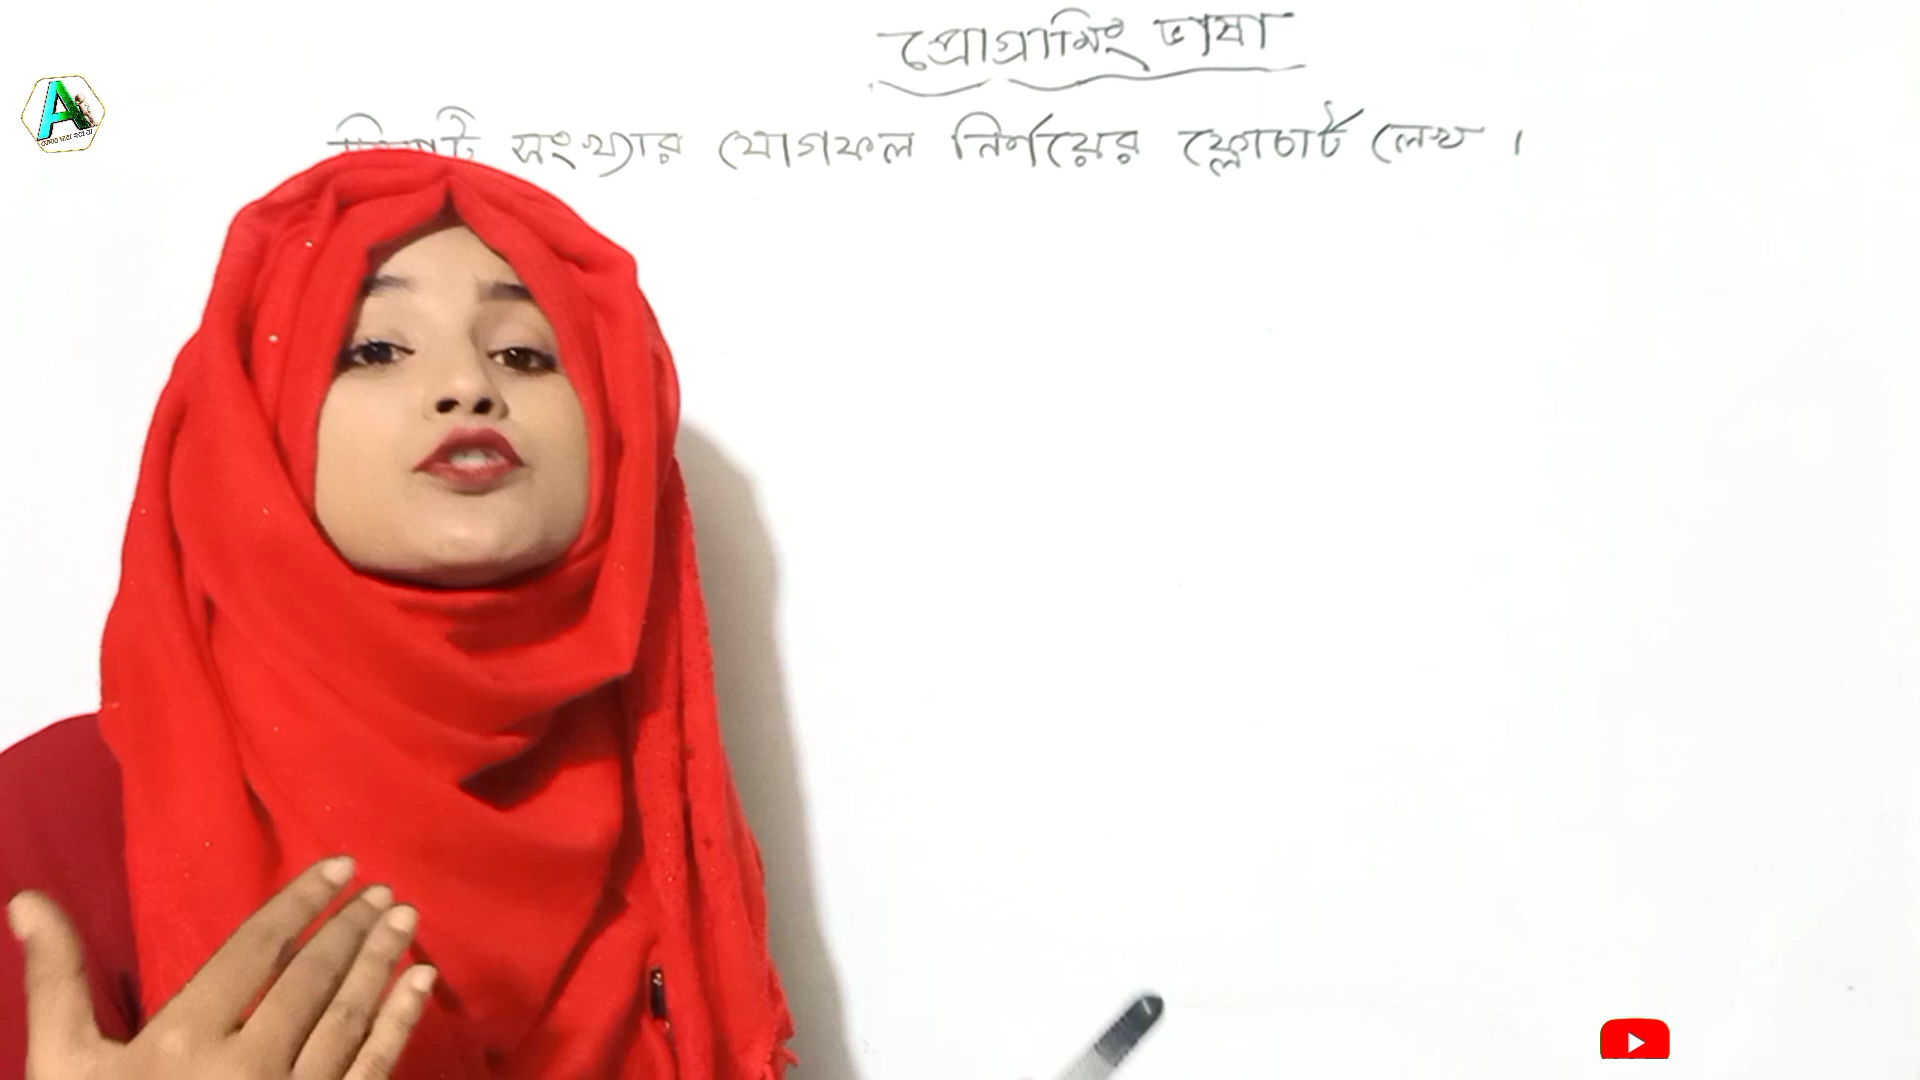 প্রোগ্রামিং ভাষা
সংখ্যার যোগফল নির্ণয়ের ফ্লোচার্ট লেখ ।